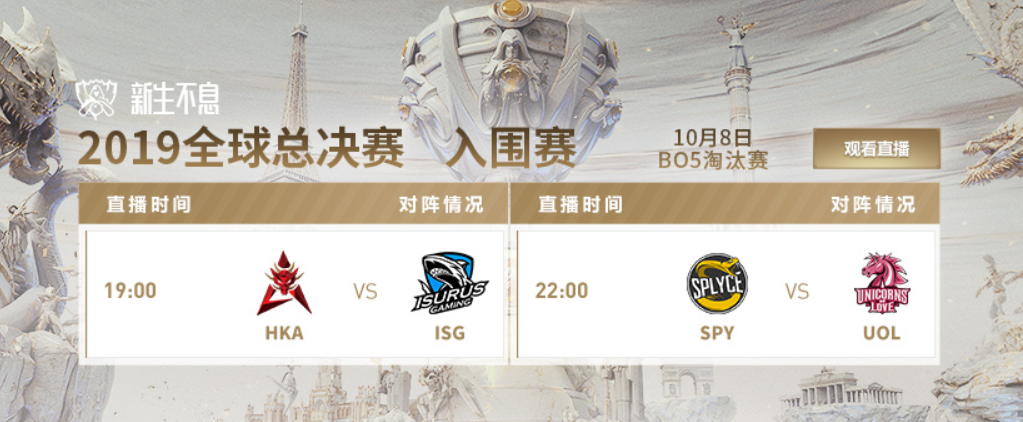 新生不息
2019全球总决赛 入围赛
10月8日
BO5淘汰赛
观看直播
直播时间 对阵情况
19:00
HKA
VS
ISURUS
GAMING
ISG
直播时间 对阵情况
22:00
SPLYCE
SPY
VS
UNICORNS
OF
LOVE
UOL